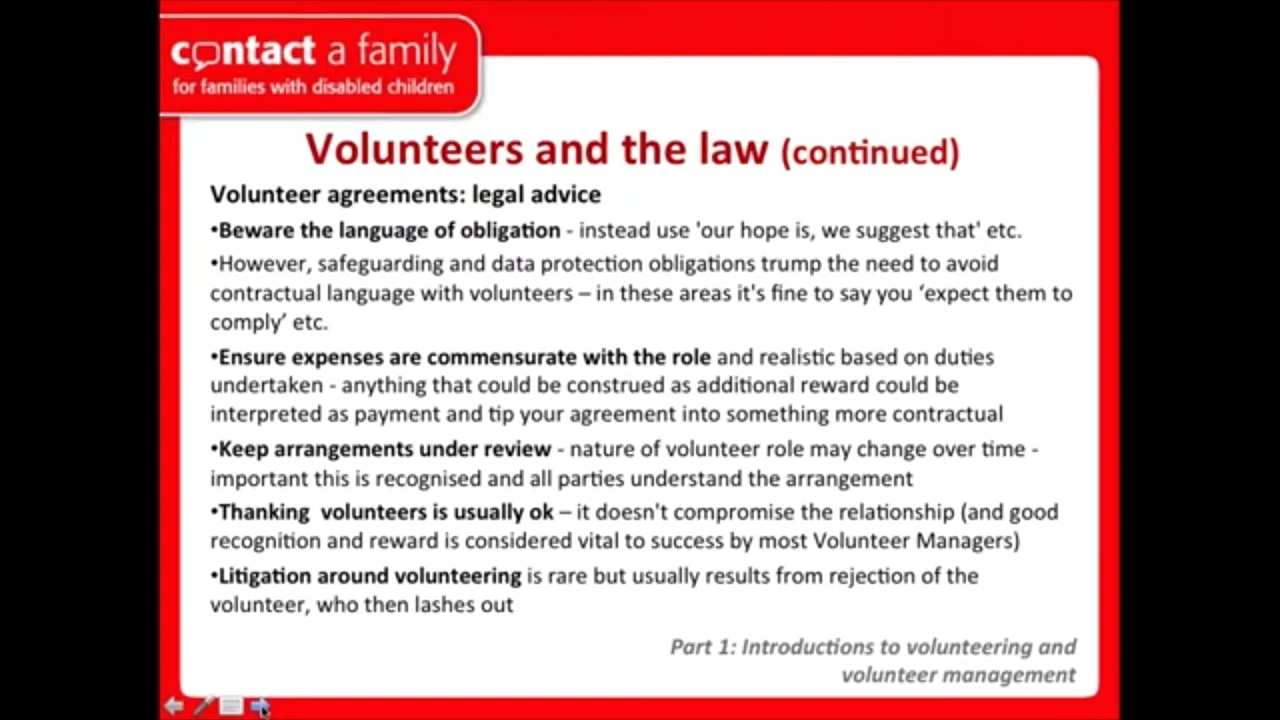 contact a family
for families with disabled children
Volunteers and the law (continued)
Volunteer agreements: legal advice
•Beware the language of obligation - instead use 'our hope is, we suggest that' etc.
•However, safeguarding and data protection obligations trump the need to avoid
contractual language with volunteers – in these areas it's fine to say you ‘expect them to
comply’ etc.
•Ensure expenses are commensurate with the role and realistic based on duties
undertaken - anything that could be construed as additional reward could be
interpreted as payment and tip your agreement into something more contractual
•Keep arrangements under review - nature of volunteer role may change over time -
important this is recognised and all parties understand the arrangement
•Thanking  volunteers is usually ok – it doesn't compromise the relationship (and good
recognition and reward is considered vital to success by most Volunteer Managers)
•Litigation around volunteering is rare but usually results from rejection of the
volunteer, who then lashes out
Part 1: Introductions to volunteering and
volunteer management